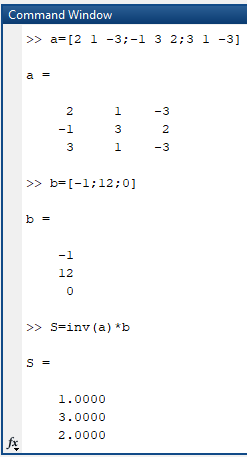 Command Window
>> a=[2 1 -3;-1 3 2;3 1 -3]
a =
2 1 -3
-1 3 2
3 1 -3
>> b=[-1;12;0]
b =
-1
12
0
>> S=inv(a)*b
S =
1.0000
3.0000
2.0000
fx